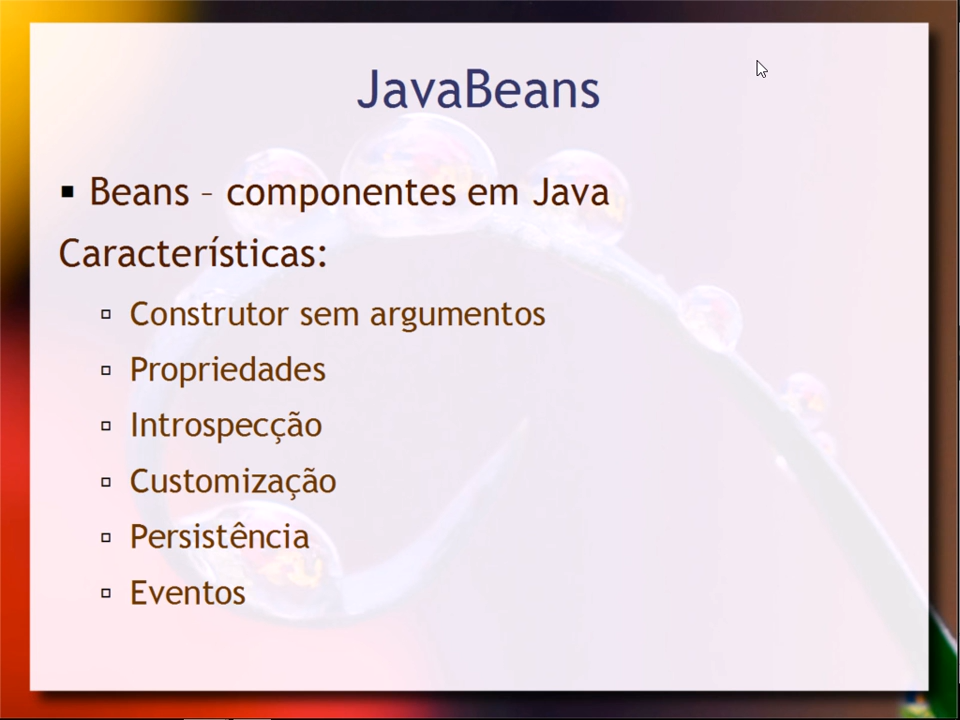 JavaBeans
▪ Beans – componentes em Java
Características:
▫ Construtor sem argumentos
▫ Propriedades
▫ Introspecção
▫ Customização
▫ Persistência
▫ Eventos